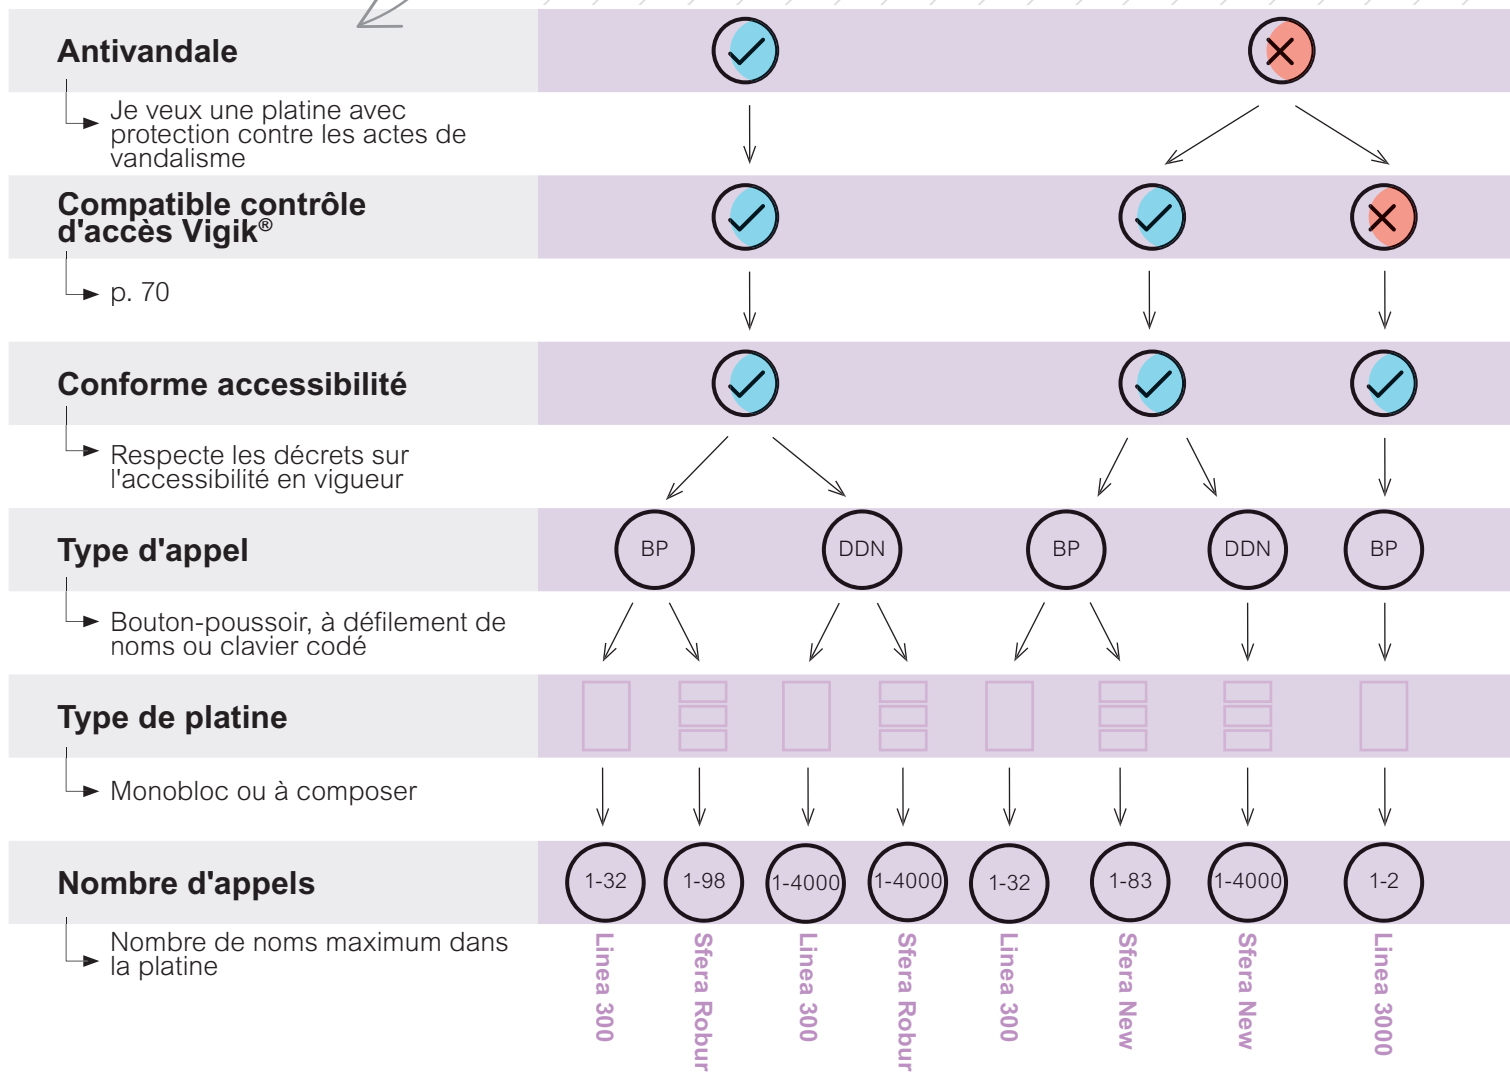 Antivandale
Je veux une platine avec
protection contre les actes de
vandalisme
Compatible contrôle
d'accès Vigik®
p. 70
Conforme accessibilité
Respecte les décrets sur
l'accessibilité en vigueur
Type d'appel
BP DDN BP DDN BP
Bouton-poussoir, à défilement de
noms ou clavier codé
Type de platine
Monobloc ou à composer
Nombre d'appels
1-32 1-98 1-4000 1-4000 1-32 1-83 1-4000 1-2
Nombre de noms maximum dans
la platine
Linea 300
Sfera Robur
Linea 300
Sfera Robur
Linea 300
Sfera New
Sfera New
Linea 3000